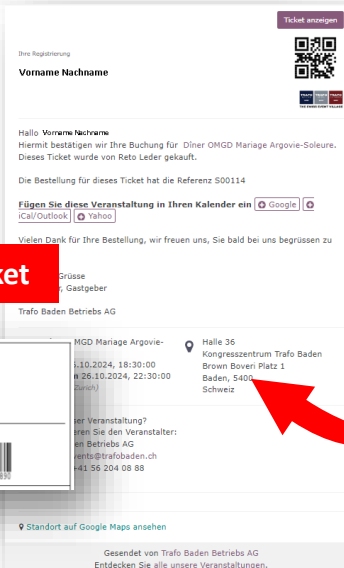 Ticket anzeigen
Ihre Registrierung
Vorname Nachname
TRAFO TRAFO TRAFO
Hallo Vorname Nachname
Hiermit bestätigen wir Ihre Buchung für Dîner OMGD Mariage Argovie-Soleure.
Dieses Ticket wurde von Reto Leder gekauft.
Die Bestellung für dieses Ticket hat die Referenz S00114
Fügen Sie diese Veranstaltung in Ihren Kalender ein Google
iCal/Outlook Yahoo
Vielen Dank für Ihre Bestellung, wir freuen uns, Sie bald bei uns begrüssen zu
Grüsse
Gastgeber
Trafo Baden Betriebs AG
MGD Mariage Argovie-
.10.2024, 18:30:00
26.10.2024, 22:30:00
Zurich)
Halle 36
Kongresszentrum Trafo Baden
Brown Boveri Platz 1
Baden, 5400
Schweiz
ser Veranstaltung?
eren Sie den Veranstalter:
en Betriebs AG
vents@trafobaden.ch
41 56 204 08 88
Standort auf Google Maps ansehen
Gesendet von Trafo Baden Betriebs AG
Entdecken Sie alle unsere Veranstaltungen.